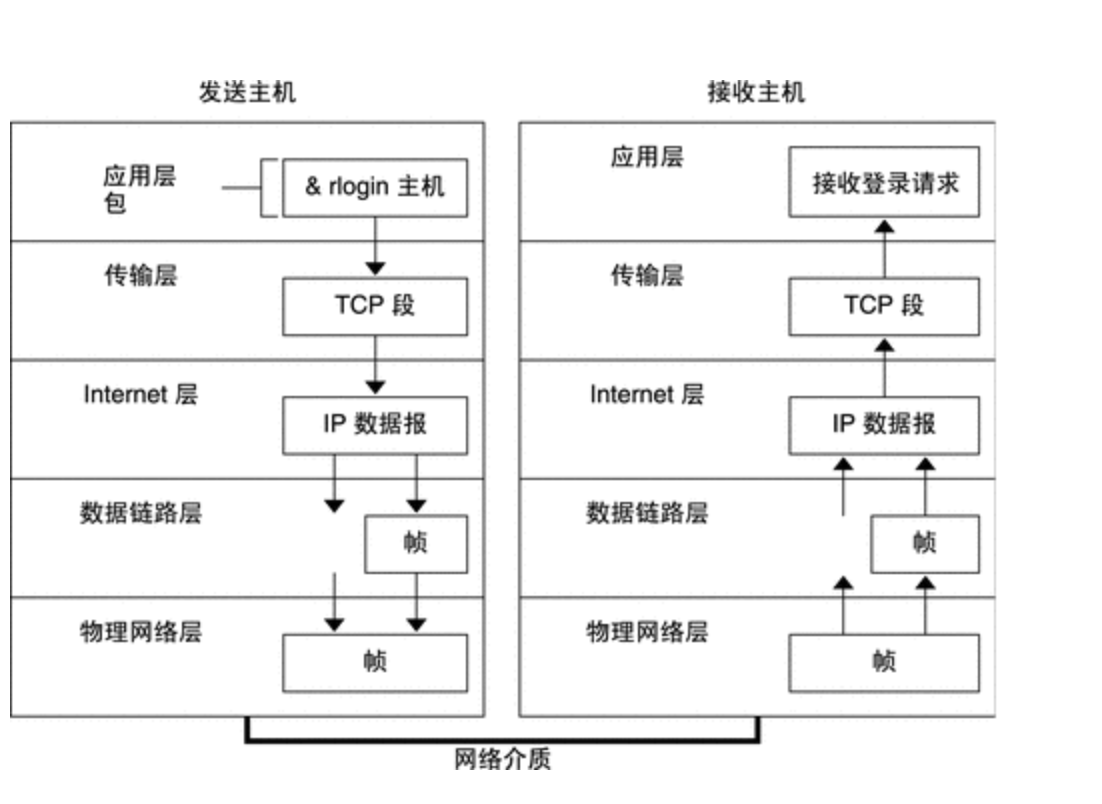 发送主机
接收主机
应用层
包
& rlogin 主机
应用层
接收登录请求
传输层
TCP 段
传输层
TCP 段
Internet 层
IP 数据报
Internet 层
IP 数据报
数据链路层
帧
数据链路层
帧
物理网络层
帧
物理网络层
帧
网络介质